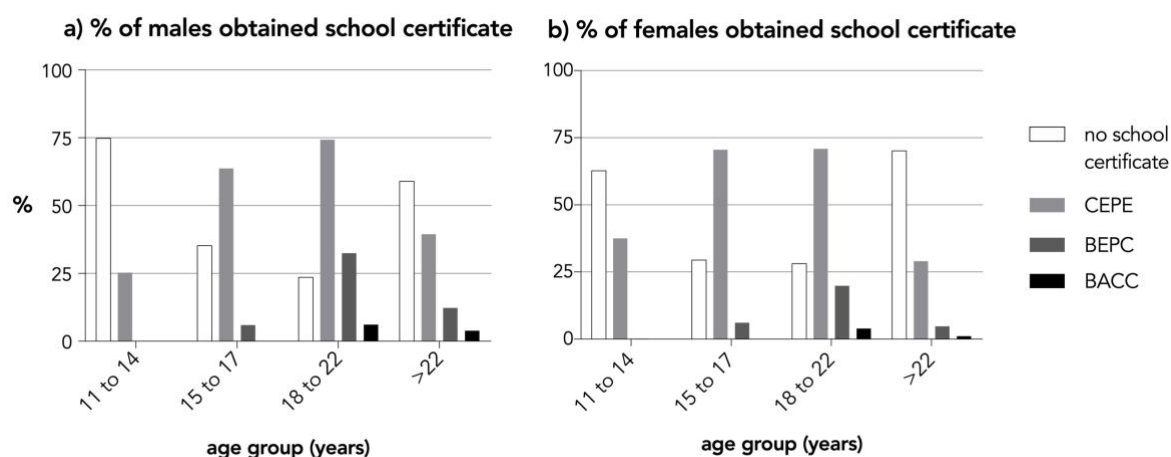 a) % of males obtained school certificate
100
75
50
25
0
%
11 to 14
15 to 17
18 to 22
>22
age group (years)
b) % of females obtained school certificate
100
75
50
25
0
11 to 14
15 to 17
18 to 22
>22
age group (years)
no school
certificate
CEPE
BEPC
BACC